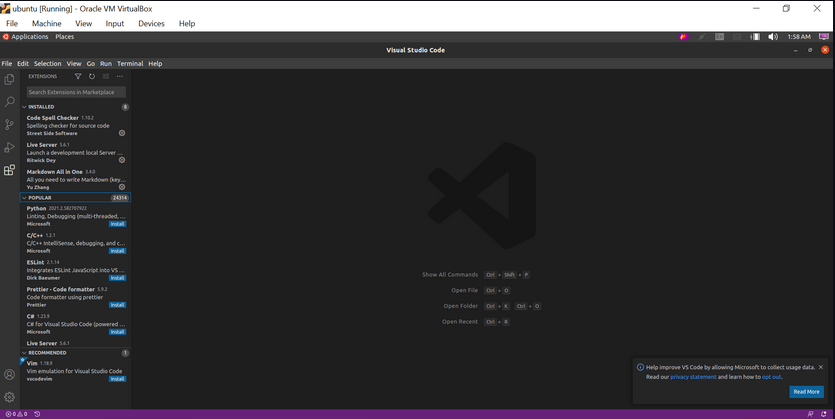 ubuntu [Running] - Oracle VM VirtualBox
File Machine View Input Devices Help
Applications Places
1:58 AM
Visual Studio Code
File Edit Selection View Go Run Terminal Help
EXTENSIONS
Search Extensions in Marketplace
INSTALLED 8
Code Spell Checker 1.10.2
Spelling checker for source code
Street Side Software
Live Server 5.6.1
Launch a development local Server ...
Ritwick Dey
Markdown All in One 3.4.0
All you need to write Markdown (key...
Yu Zhang
POPULAR 24314
Python 2021.2.582707922
Linting, Debugging (multi-threaded, ...
Microsoft Install
C/C++ 1.2.1
C/C++ IntelliSense, debugging, and c...
Microsoft Install
ESLint 2.1.14
Integrates ESLint JavaScript into VS ...
Dirk Baeumer Install
Prettier - Code formatter 5.9.2
Code formatter using prettier
Prettier Install
C# 1.23.9
C# for Visual Studio Code (powered ...
Microsoft Install
Live Server 5.6.1
RECOMMENDED 1
Vim 1.18.9
Vim emulation for Visual Studio Code
vscodevim Install
Show All Commands Ctrl + Shift + P
Open File Ctrl + O
Open Folder Ctrl + K Ctrl + O
Open Recent Ctrl + R
Help improve VS Code by allowing Microsoft to collect usage data.
Read our privacy statement and learn how to opt out.
Read More
0 0